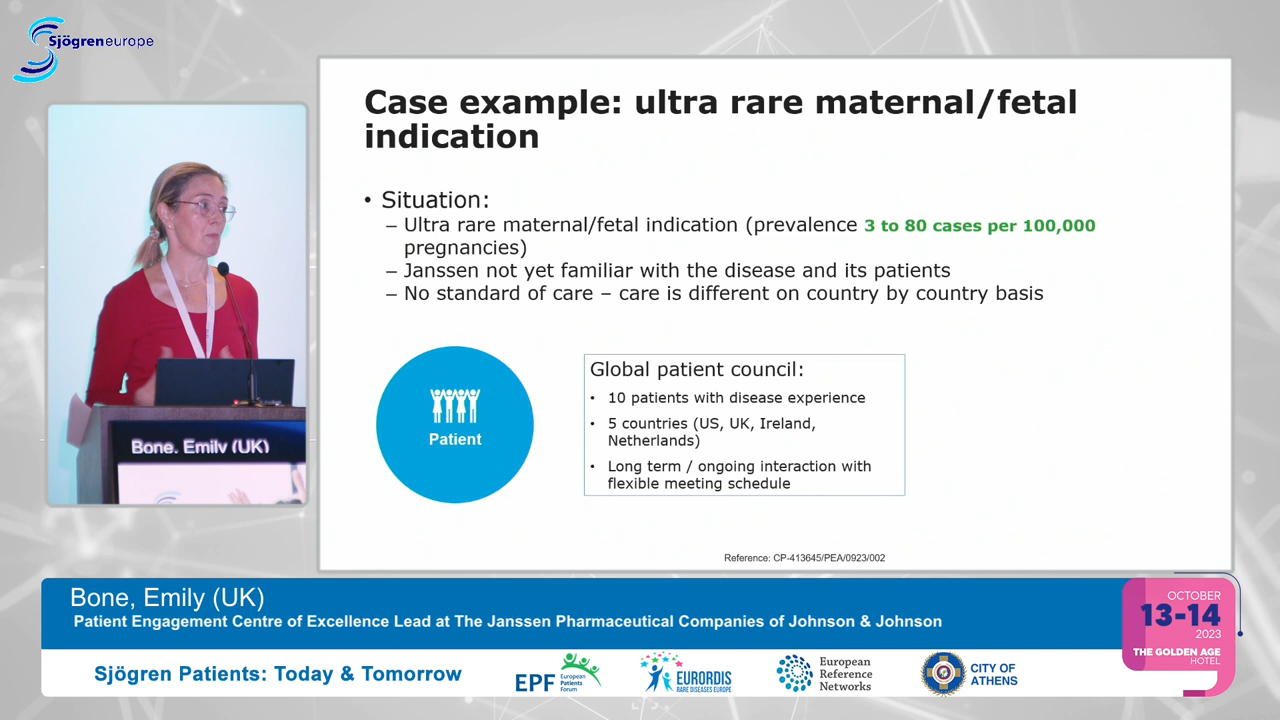 Sjögreneurope
Case example: ultra rare maternal/fetal
indication
• Situation:
– Ultra rare maternal/fetal indication (prevalence 3 to 80 cases per 100,000
pregnancies)
– Janssen not yet familiar with the disease and its patients
– No standard of care – care is different on country by country basis
Patient
Global patient council:
• 10 patients with disease experience
• 5 countries (US, UK, Ireland,
Netherlands)
• Long term / ongoing interaction with
flexible meeting schedule
Reference: CP-413645/PEA/0923/002
Bone, Emily (UK)
Bone, Emily (UK)
Patient Engagement Centre of Excellence Lead at The Janssen Pharmaceutical Companies of Johnson & Johnson
OCTOBER
13-14
2023
THE GOLDEN AGE
HOTEL
Sjögren Patients: Today & Tomorrow
EPF European
Patients
Forum
EURORDIS
RARE DISEASES EUROPE
European
Reference
Networks
CITY OF
ATHENS